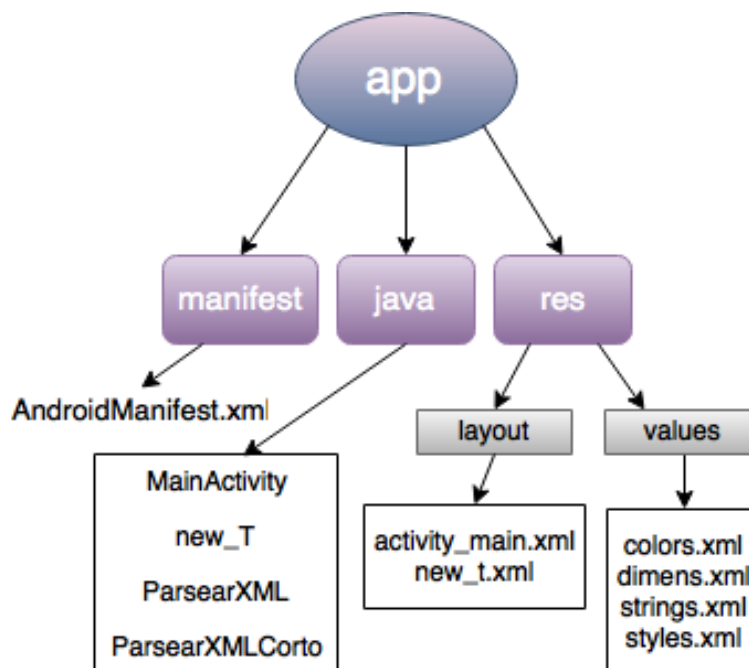 app
manifest
java
res
AndroidManifest.xml
layout
values
MainActivity
new_T
ParsearXML
ParsearXMLCorto
activity_main.xml
new_t.xml
colors.xml
dimens.xml
strings.xml
styles.xml